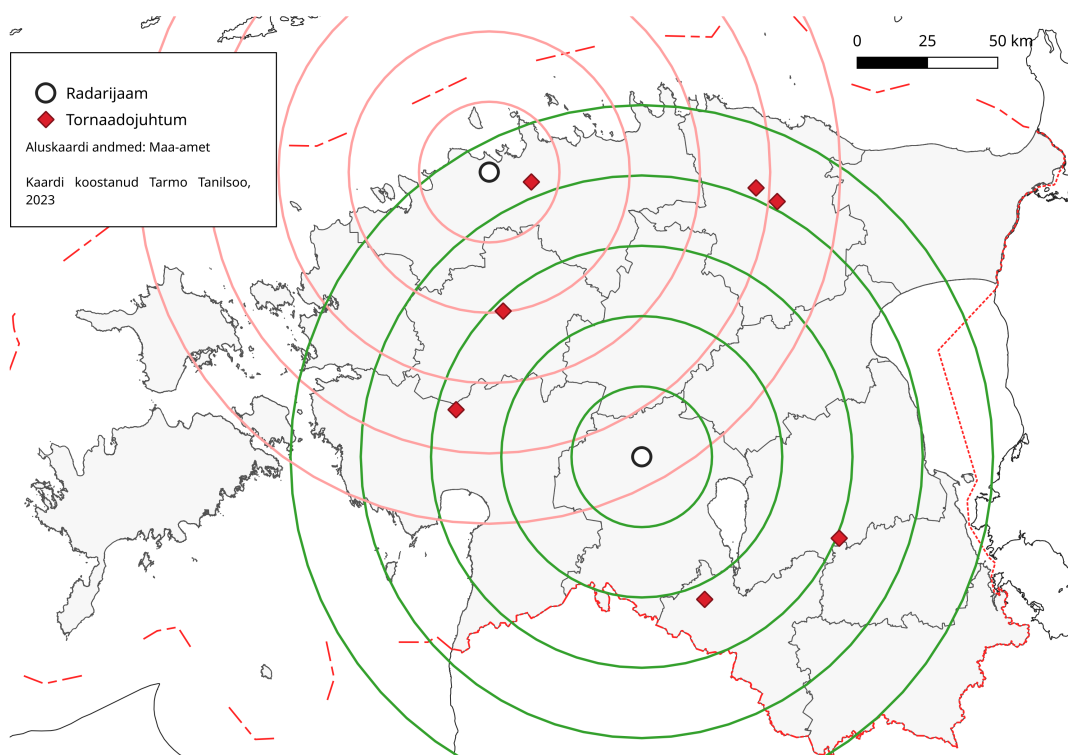 Radarijaam
Tornaadojuhtum
Aluskaardi andmed: Maa-amet
Kaardi koostanud Tarmo Tanilsoo,
2023
0 25 50 km